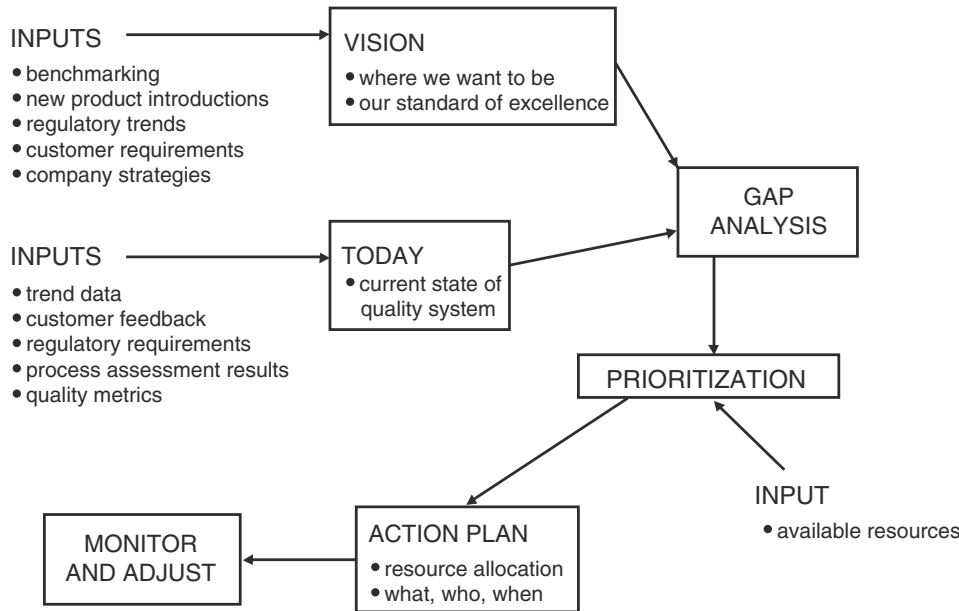 INPUTS
• benchmarking
• new product introductions
• regulatory trends
• customer requirements
• company strategies
VISION
• where we want to be
• our standard of excellence
GAP
ANALYSIS
INPUTS
• trend data
• customer feedback
• regulatory requirements
• process assessment results
• quality metrics
TODAY
• current state of
quality system
PRIORITIZATION
INPUT
• available resources
ACTION PLAN
• resource allocation
• what, who, when
MONITOR
AND ADJUST